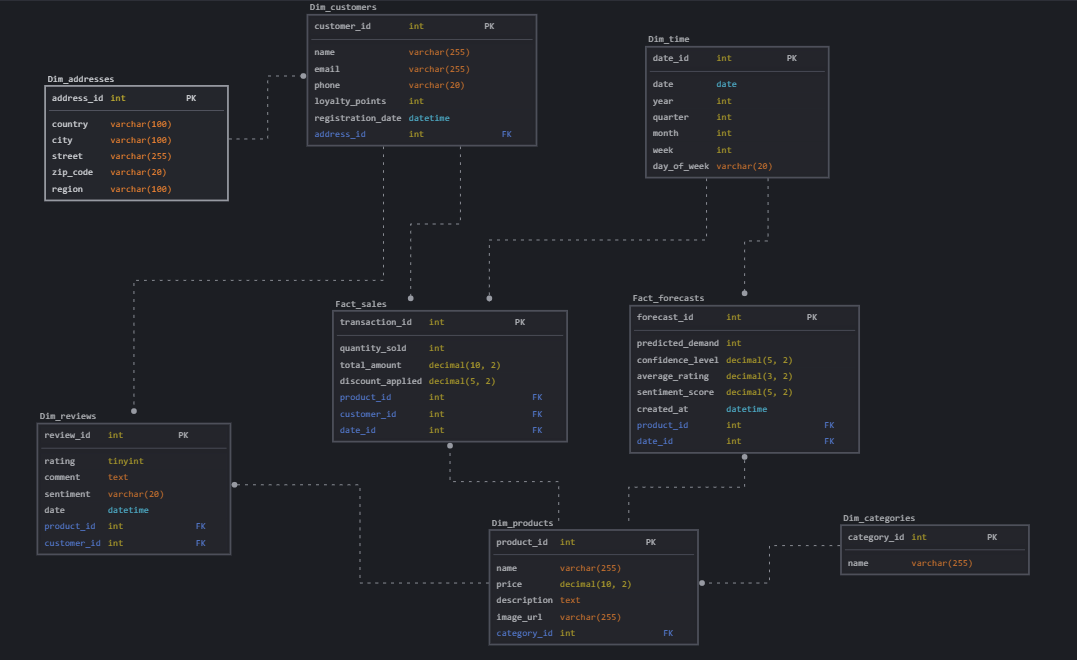 Dim_customers
customer_id int PK
name varchar(255)
email varchar(255)
phone varchar(20)
loyalty_points int
registration_date datetime
address_id int FK
Dim_time
date_id int PK
date date
year int
quarter int
month int
week int
day_of_week varchar(20)
Dim_addresses
address_id int PK
country varchar(100)
city varchar(100)
street varchar(255)
zip_code varchar(20)
region varchar(100)
Fact_sales
transaction_id int PK
quantity_sold int
total_amount decimal(10, 2)
discount_applied decimal(5, 2)
product_id int FK
customer_id int FK
date_id int FK
Fact_forecasts
forecast_id int PK
predicted_demand int
confidence_level decimal(5, 2)
average_rating decimal(3, 2)
sentiment_score decimal(5, 2)
created_at datetime
product_id int FK
date_id int FK
Dim_reviews
review_id int PK
rating tinyint
comment text
sentiment varchar(20)
date datetime
product_id int FK
customer_id int FK
Dim_products
product_id int PK
name varchar(255)
price decimal(10, 2)
description text
image_url varchar(255)
category_id int FK
Dim_categories
category_id int PK
name varchar(255)